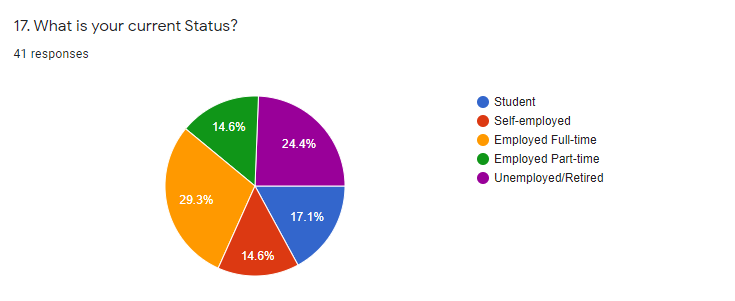 17. What is your current Status?
41 responses
14.6%
24.4%
29.3%
17.1%
14.6%
Student
Self-employed
Employed Full-time
Employed Part-time
Unemployed/Retired